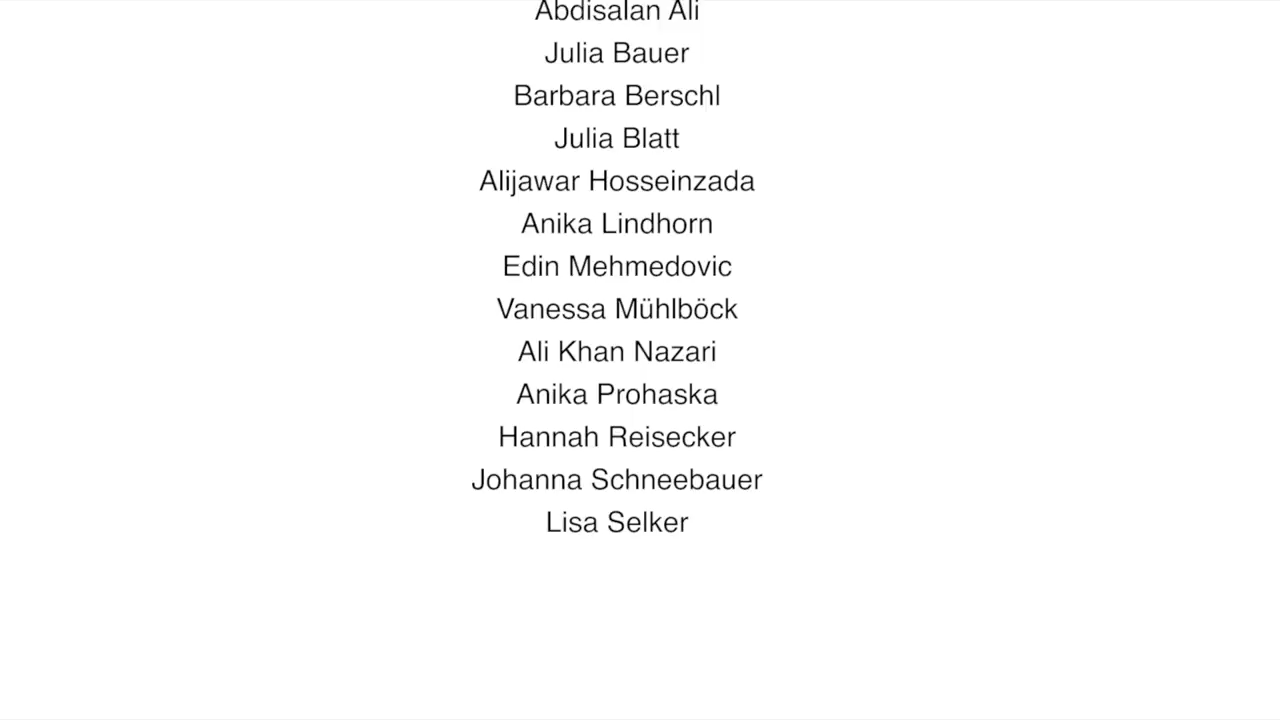 Abdisalan Ali
Julia Bauer
Barbara Berschl
Julia Blatt
Alijawar Hosseinzada
Anika Lindhorn
Edin Mehmedovic
Vanessa Mühlböck
Ali Khan Nazari
Anika Prohaska
Hannah Reisecker
Johanna Schneebauer
Lisa Selker